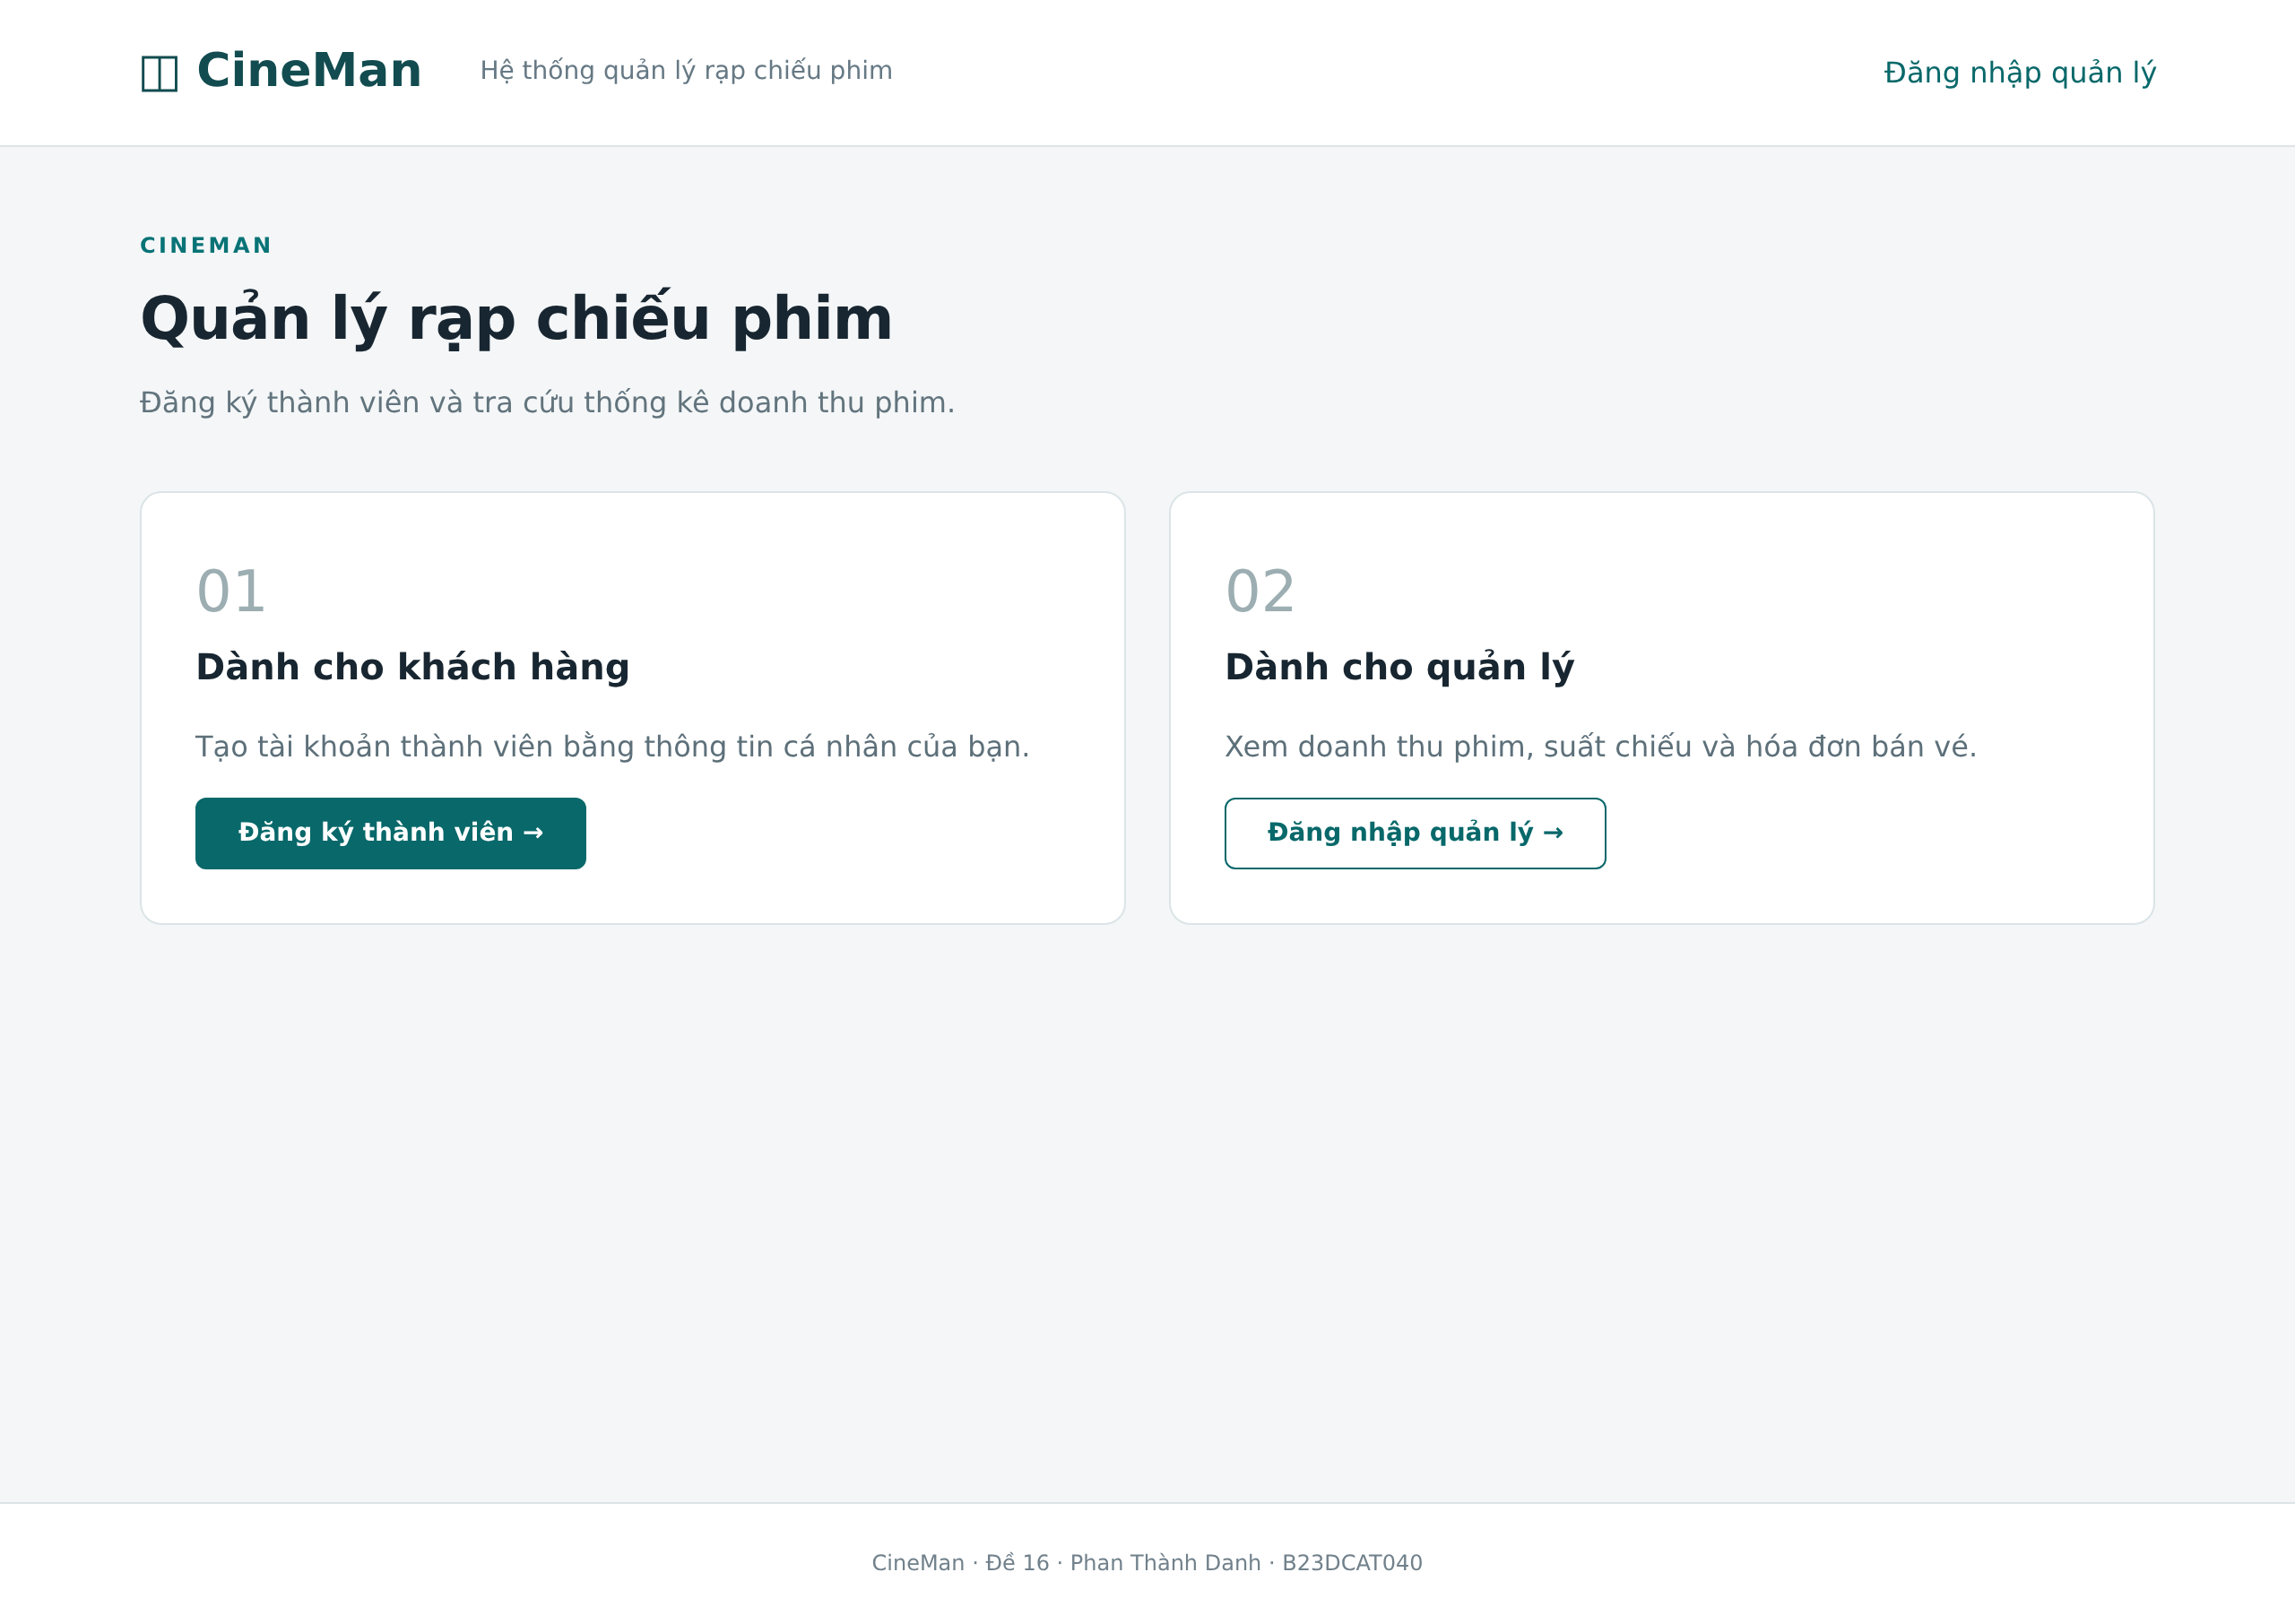 CineMan
Hệ thống quản lý rạp chiếu phim
Đăng nhập quản lý
CINEMAN
Quản lý rạp chiếu phim
Đăng ký thành viên và tra cứu thống kê doanh thu phim.
01
Dành cho khách hàng
Tạo tài khoản thành viên bằng thông tin cá nhân của bạn.
Đăng ký thành viên →
02
Dành cho quản lý
Xem doanh thu phim, suất chiếu và hóa đơn bán vé.
Đăng nhập quản lý →
CineMan · Đề 16 · Phan Thành Danh · B23DCAT040